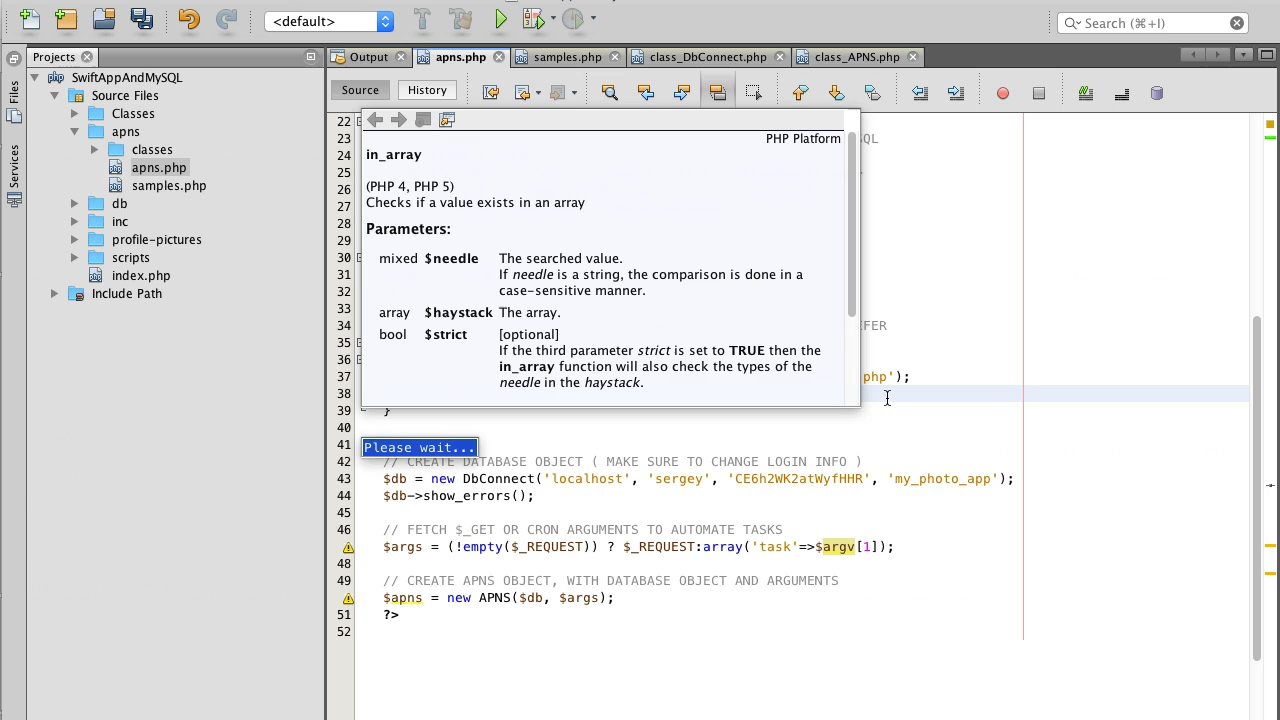 <default>
Search (⌘+I)
Projects
Output
apns.php
samples.php
class_DbConnect.php
class_APNS.php
Files
Services
SwiftAppAndMySQL
Source Files
Classes
apns
classes
apns.php
samples.php
db
inc
profile-pictures
scripts
index.php
Include Path
Source
History
PHP Platform
in_array
(PHP 4, PHP 5)
Checks if a value exists in an array
Parameters:
mixed $needle The searched value.
If needle is a string, the comparison is done in a
case-sensitive manner.
array $haystack The array.
bool $strict [optional]
If the third parameter strict is set to TRUE then the
in_array function will also check the types of the
needle in the haystack.
22
23 QL
24
25
26
27
28
29
30
31
32
33
34 EFER
35
36
37 php');
38
39 }
40
41 Please wait...
42 // CREATE DATABASE OBJECT ( MAKE SURE TO CHANGE LOGIN INFO )
43 $db = new DbConnect('localhost', 'sergey', 'CE6h2WK2atWyfHHR', 'my_photo_app');
44 $db->show_errors();
45
46 // FETCH $_GET OR CRON ARGUMENTS TO AUTOMATE TASKS
$args = (!empty($_REQUEST)) ? $_REQUEST:array('task'=>$argv[1]);
48
49 // CREATE APNS OBJECT, WITH DATABASE OBJECT AND ARGUMENTS
$apns = new APNS($db, $args);
51 ?>
52